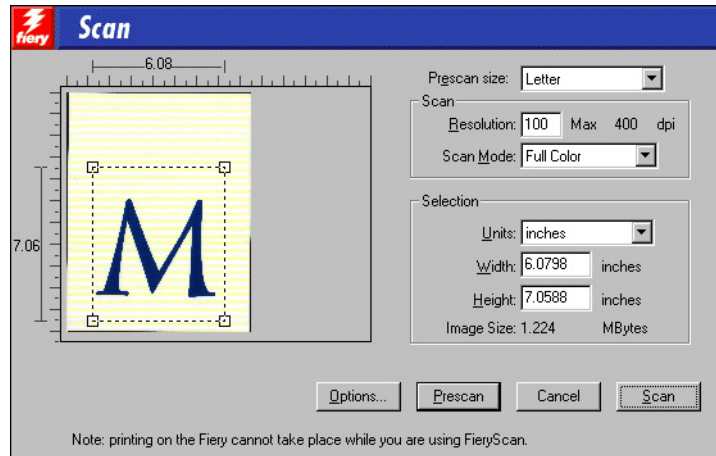 fiery
Scan
6.08
7.06
M
Prescan size: Letter
Scan
Resolution: 100 Max 400 dpi
Scan Mode: Full Color
Selection
Units: inches
Width: 6.0798 inches
Height: 7.0588 inches
Image Size: 1.224 MBytes
Options... Prescan Cancel Scan
Note: printing on the Fiery cannot take place while you are using FieryScan.